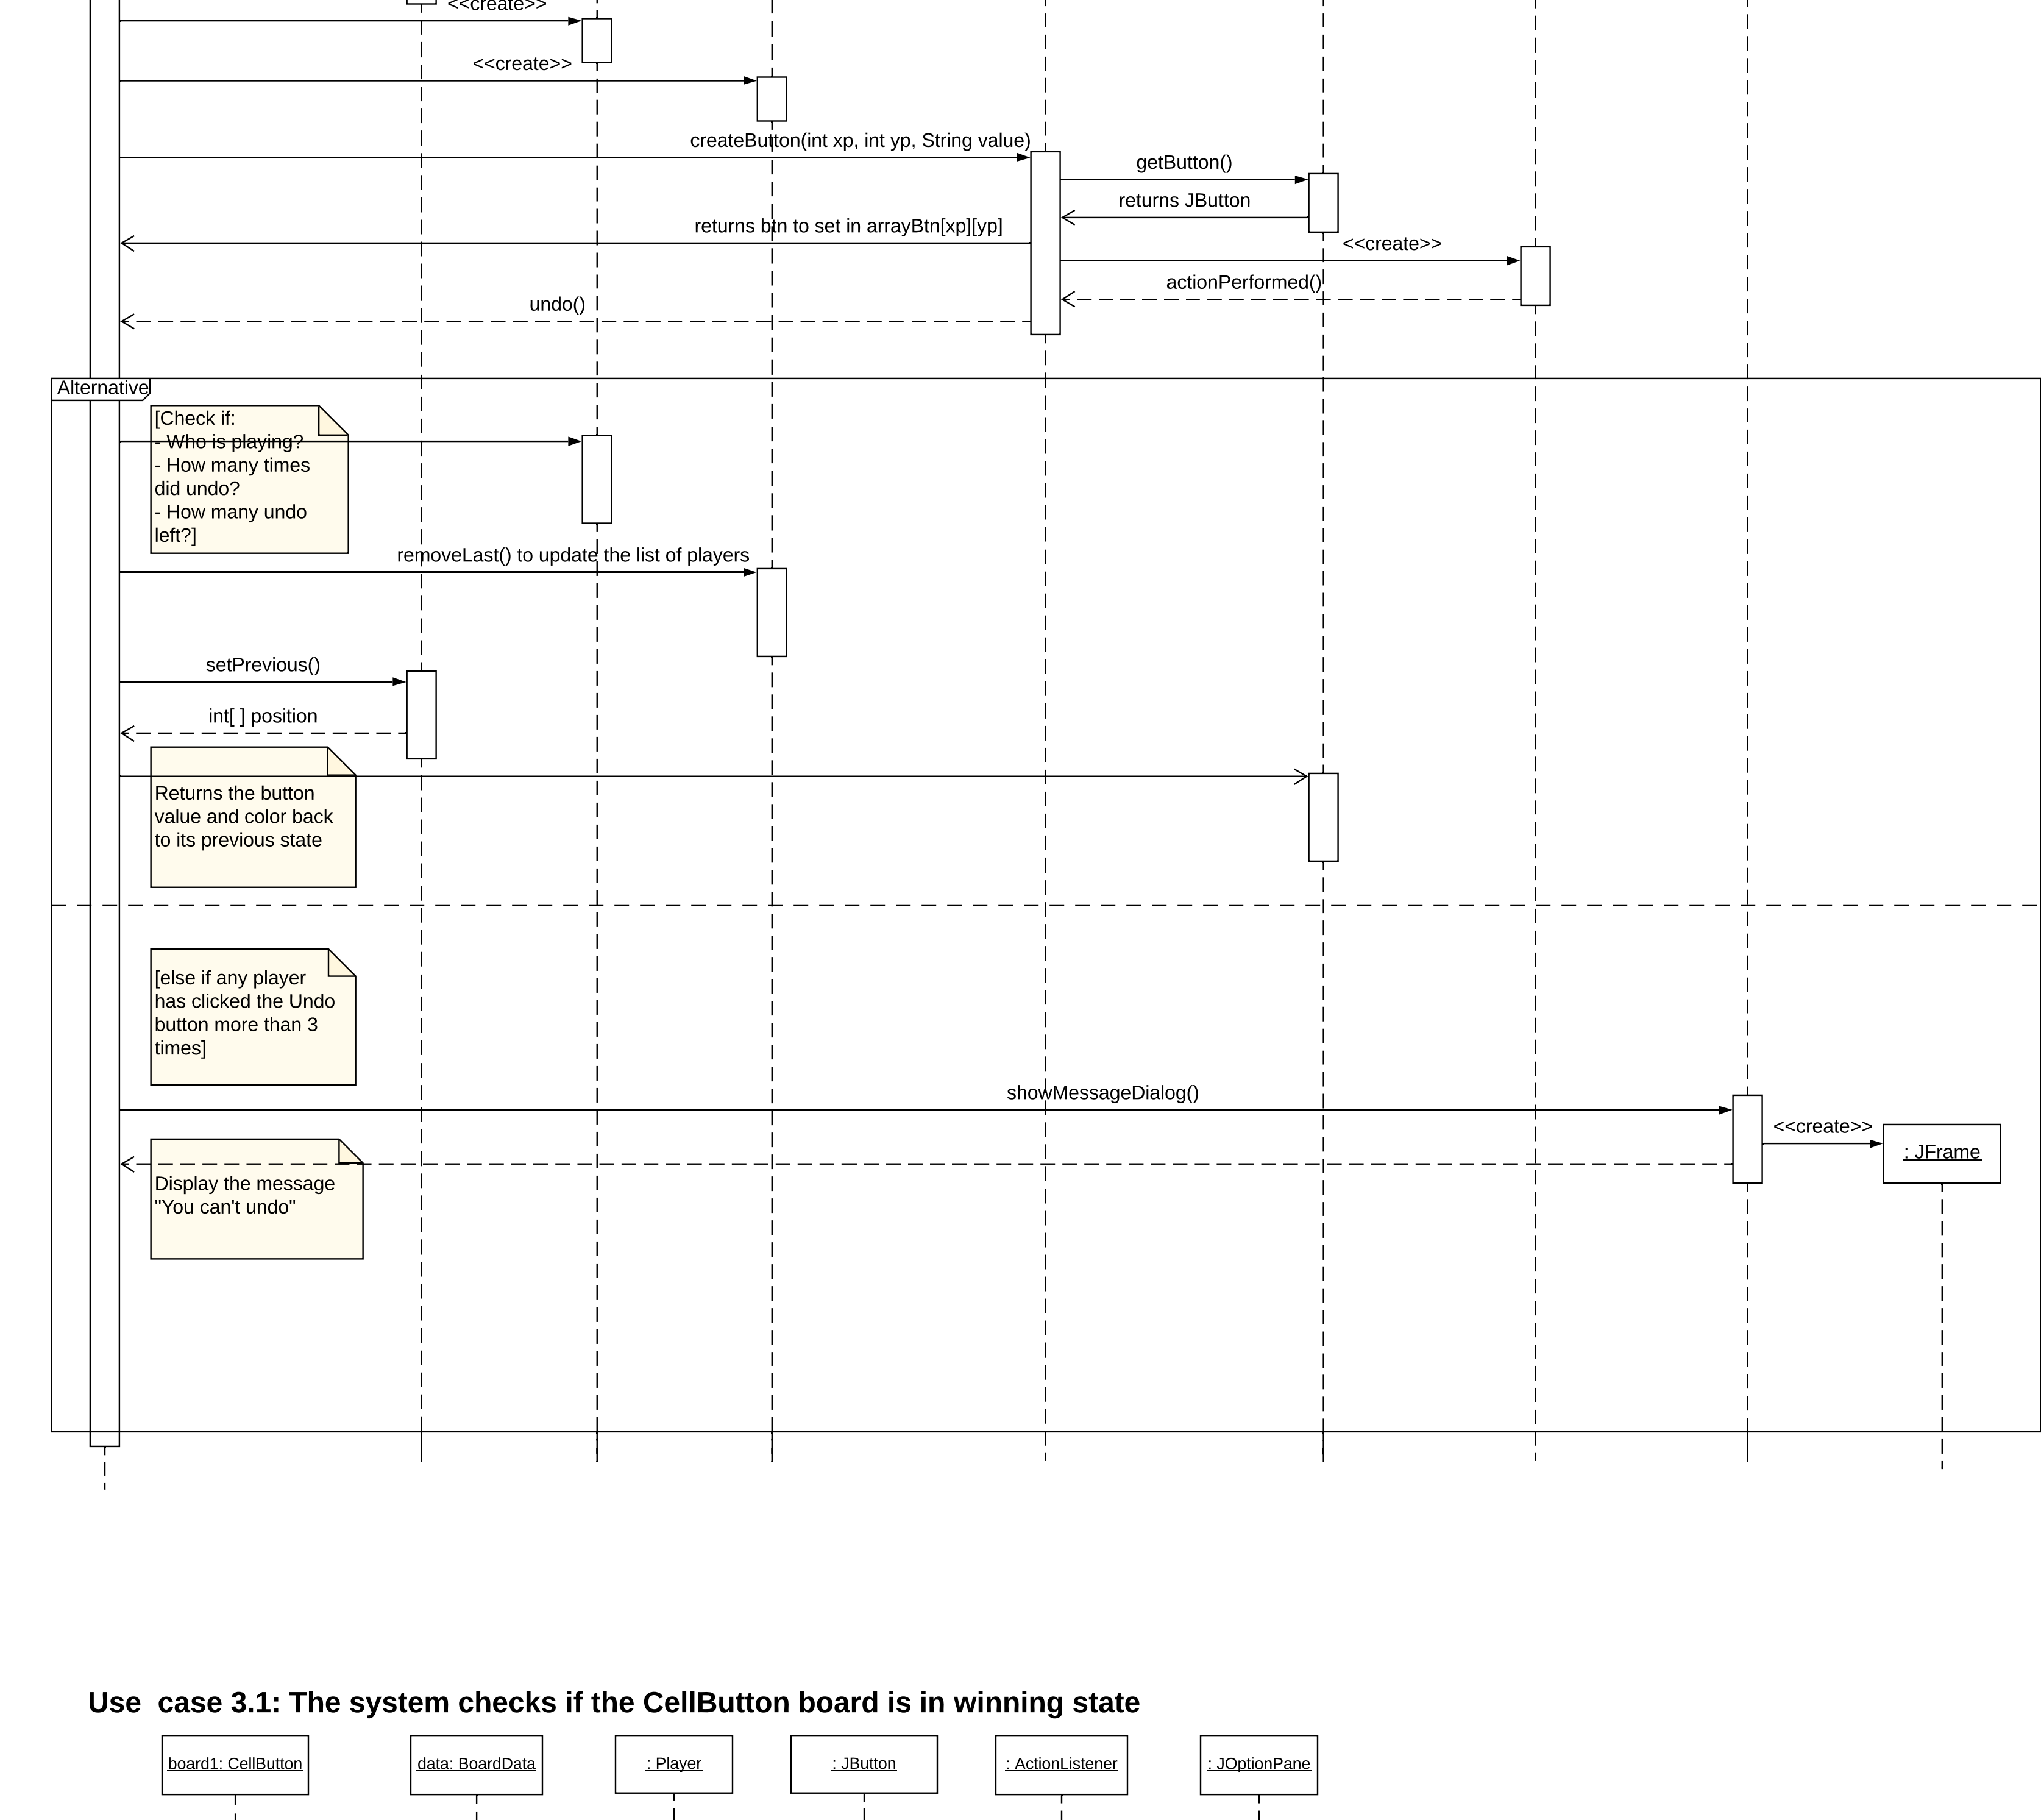 <<create>>
<<create>>
createButton(int xp, int yp, String value)
getButton()
returns JButton
returns btn to set in arrayBtn[xp][yp]
<<create>>
actionPerformed()
undo()
Alternative
[Check if:
- Who is playing?
- How many times
did undo?
- How many undo
left?]
removeLast() to update the list of players
setPrevious()
int[ ] position
Returns the button
value and color back
to its previous state
[else if any player
has clicked the Undo
button more than 3
times]
showMessageDialog()
<<create>>
: JFrame
Display the message
"You can't undo"
Use  case 3.1: The system checks if the CellButton board is in winning state
board1: CellButton
data: BoardData
: Player
: JButton
: ActionListener
: JOptionPane